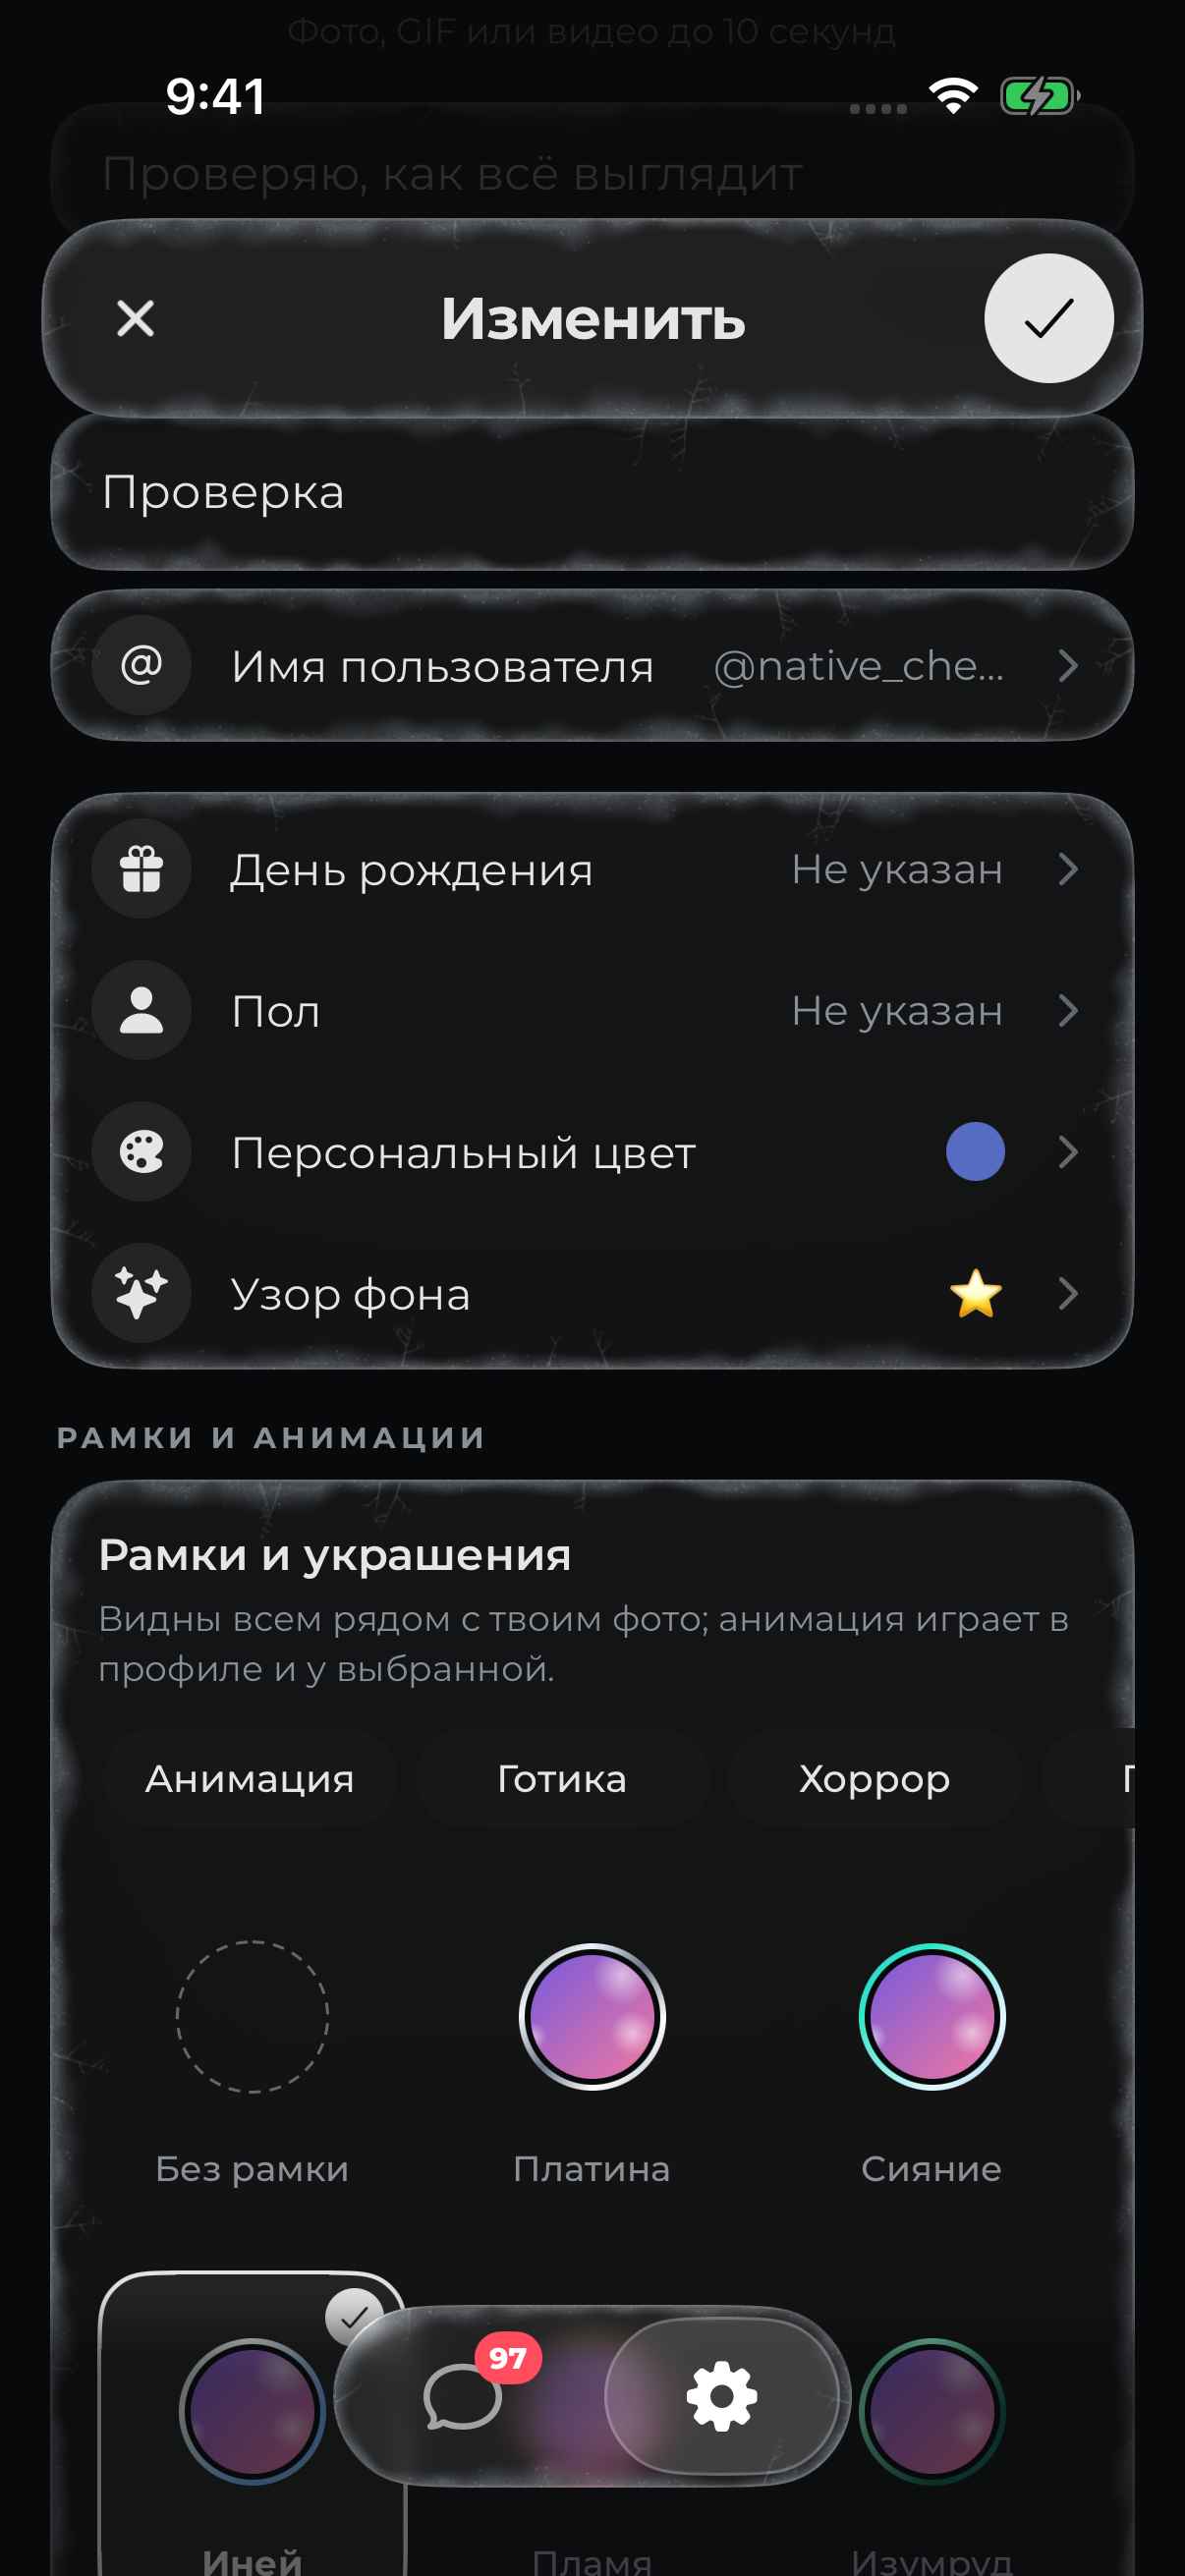 Фото, GIF или видео до 10 секунд
9:41
Проверяю, как всё выглядит
Изменить
Проверка
@ Имя пользователя @native_che...
День рождения Не указан
Пол Не указан
Персональный цвет
Узор фона
РАМКИ И АНИМАЦИИ
Рамки и украшения
Видны всем рядом с твоим фото; анимация играет в
профиле и у выбранной.
Анимация Готика Хоррор
Без рамки Платина Сияние
97
Иней Пламя Изумруд